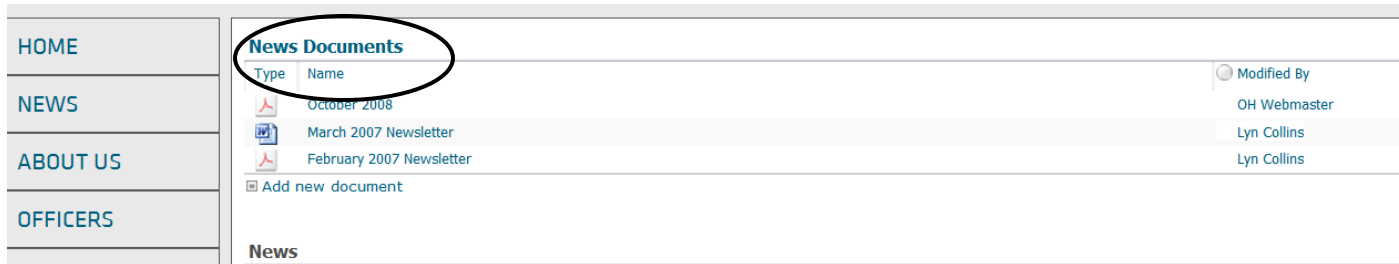 HOME
NEWS
ABOUT US
OFFICERS
News Documents
Type Name Modified By
October 2008 OH Webmaster
March 2007 Newsletter Lyn Collins
February 2007 Newsletter Lyn Collins
Add new document
News